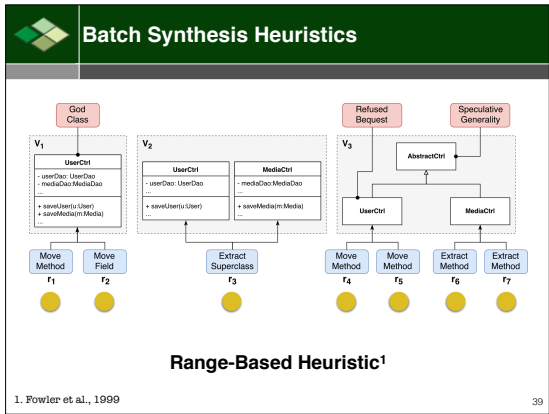 Batch Synthesis Heuristics
God
Class
Refused
Bequest
Speculative
Generality
V1
UserCtrl
- userDao: UserDao
- mediaDao:MediaDao
...
+ saveUser(u:User)
+ saveMedia(m:Media)
...
V2
UserCtrl
- userDao: UserDao
...
+ saveUser(u:User)
...
MediaCtrl
- mediaDao:MediaDao
...
+ saveMedia(m:Media)
...
V3
AbstractCtrl
UserCtrl
MediaCtrl
Move
Method
r1
Move
Field
r2
Extract
Superclass
r3
Move
Method
r4
Move
Method
r5
Extract
Method
r6
Extract
Method
r7
Range-Based Heuristic¹
1. Fowler et al., 1999
39